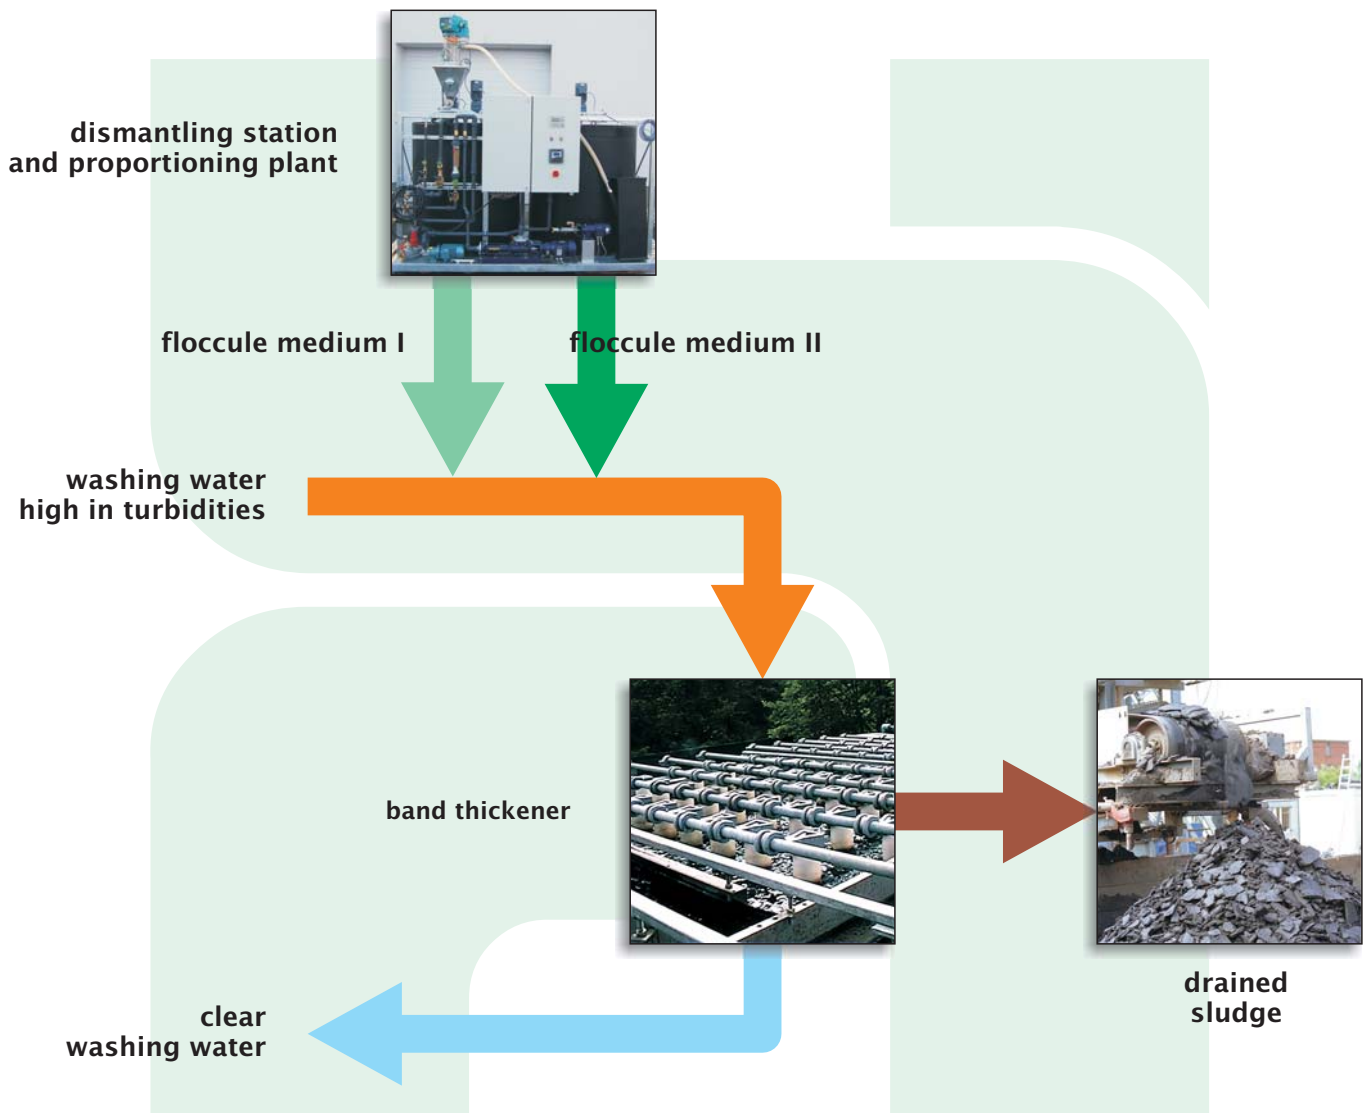 dismantling station
and proportioning plant
floccule medium I
floccule medium II
washing water
high in turbidities
band thickener
drained
sludge
clear
washing water